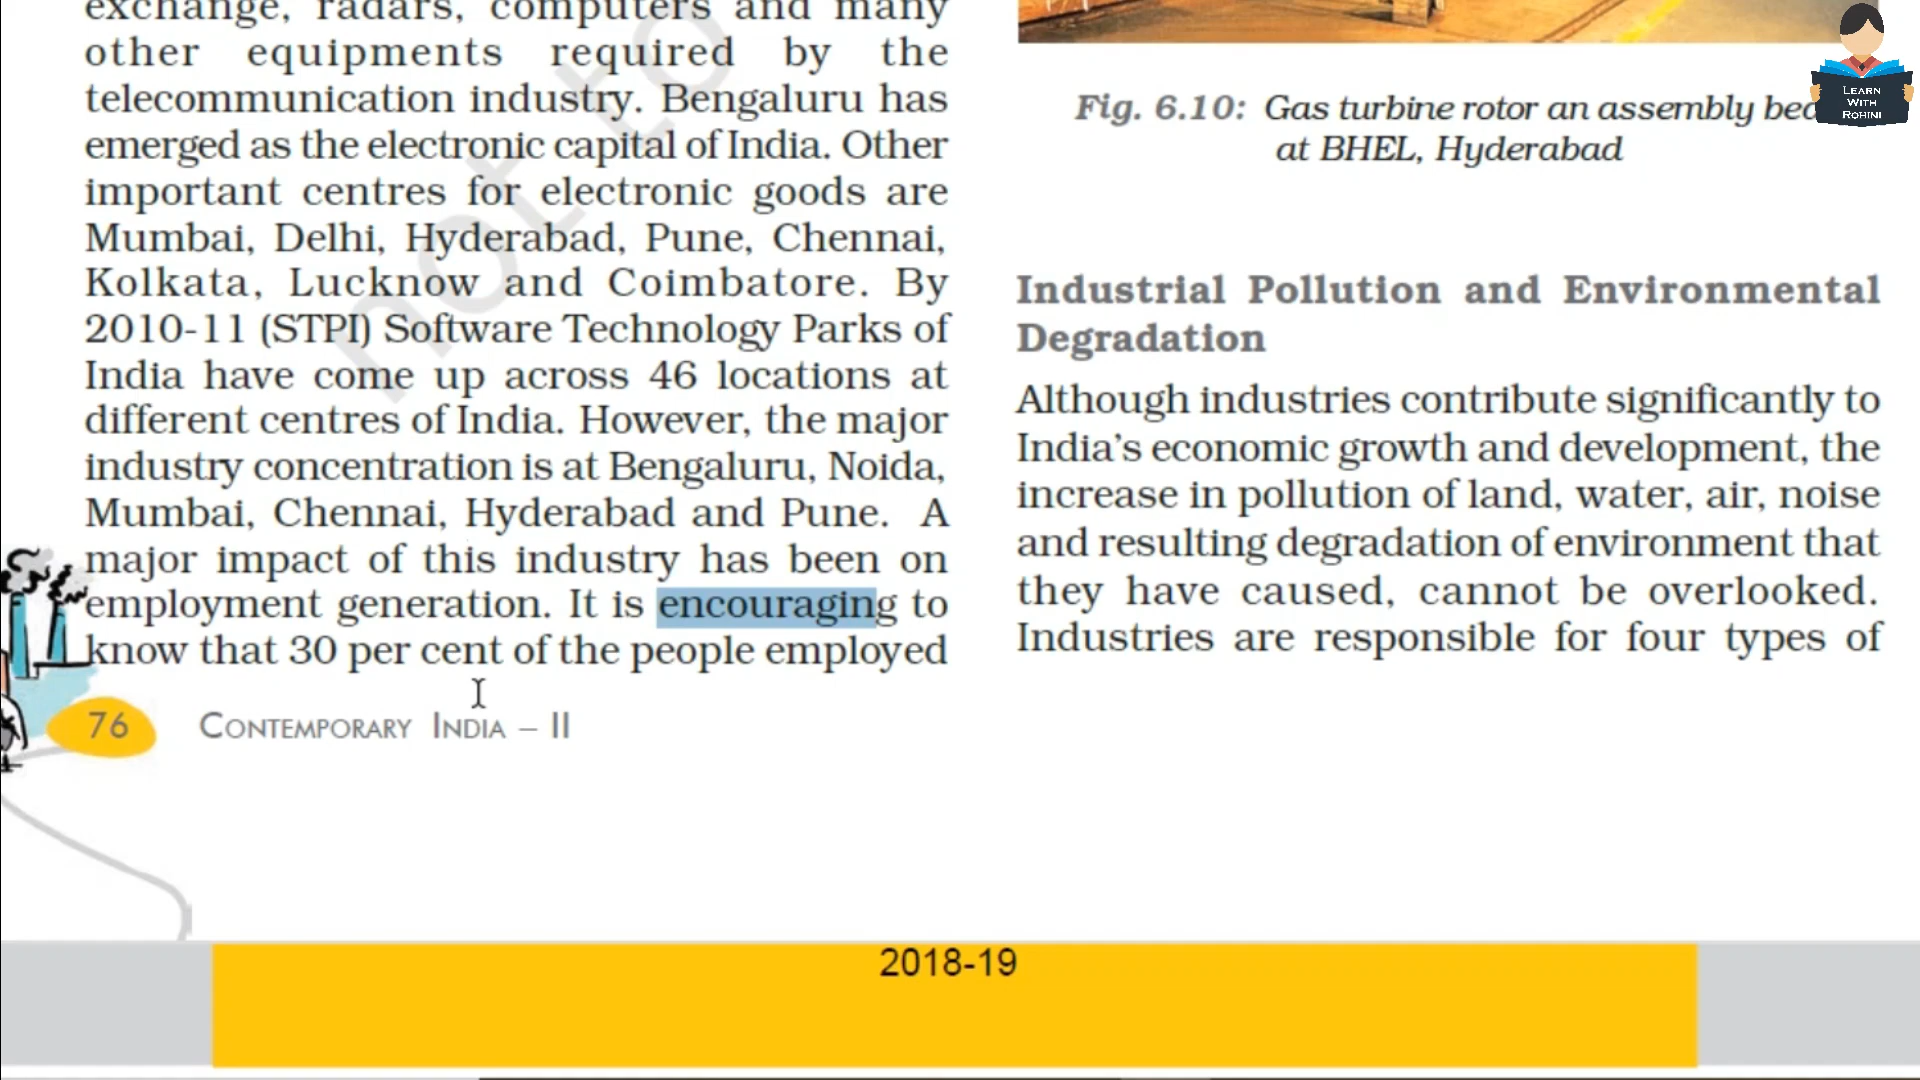 exchange, radars, computers and many
other equipments required by the
telecommunication industry. Bengaluru has
emerged as the electronic capital of India. Other
important centres for electronic goods are
Mumbai, Delhi, Hyderabad, Pune, Chennai,
Kolkata, Lucknow and Coimbatore. By
2010-11 (STPI) Software Technology Parks of
India have come up across 46 locations at
different centres of India. However, the major
industry concentration is at Bengaluru, Noida,
Mumbai, Chennai, Hyderabad and Pune. A
major impact of this industry has been on
employment generation. It is encouraging to
know that 30 per cent of the people employed
76 Contemporary India – II
Fig. 6.10: Gas turbine rotor an assembly
at BHEL, Hyderabad
Industrial Pollution and Environmental
Degradation
Although industries contribute significantly to
India's economic growth and development, the
increase in pollution of land, water, air, noise
and resulting degradation of environment that
they have caused, cannot be overlooked.
Industries are responsible for four types of
2018-19
LEARN
WITH
ROHINI
not to